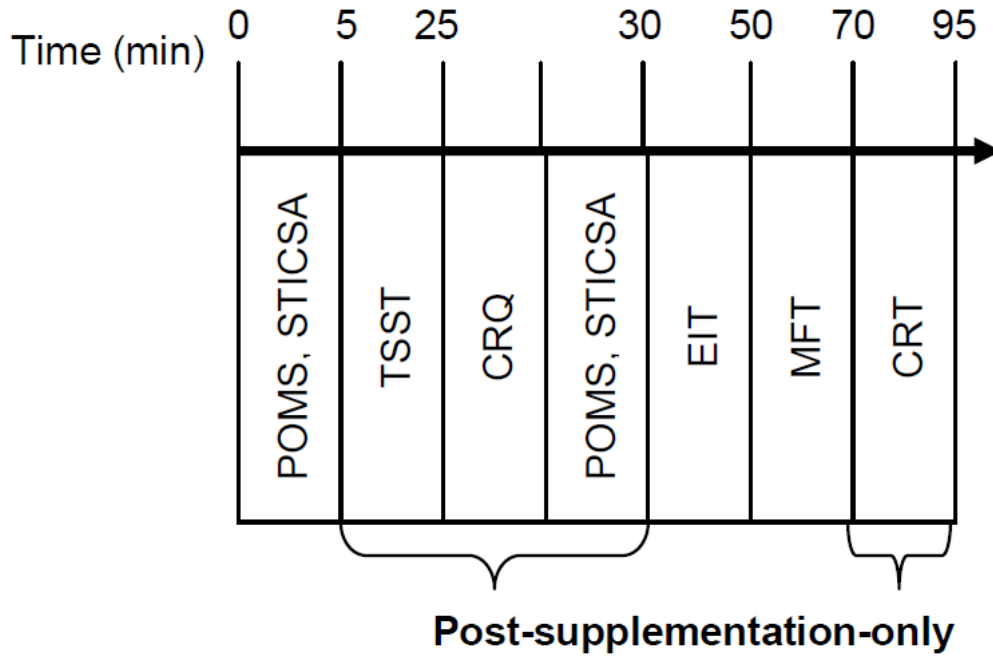 0 5 25 30 50 70 95
Time (min)
POMS, STICSA
TSST
CRQ
POMS, STICSA
EIT
MFT
CRT
Post-supplementation-only